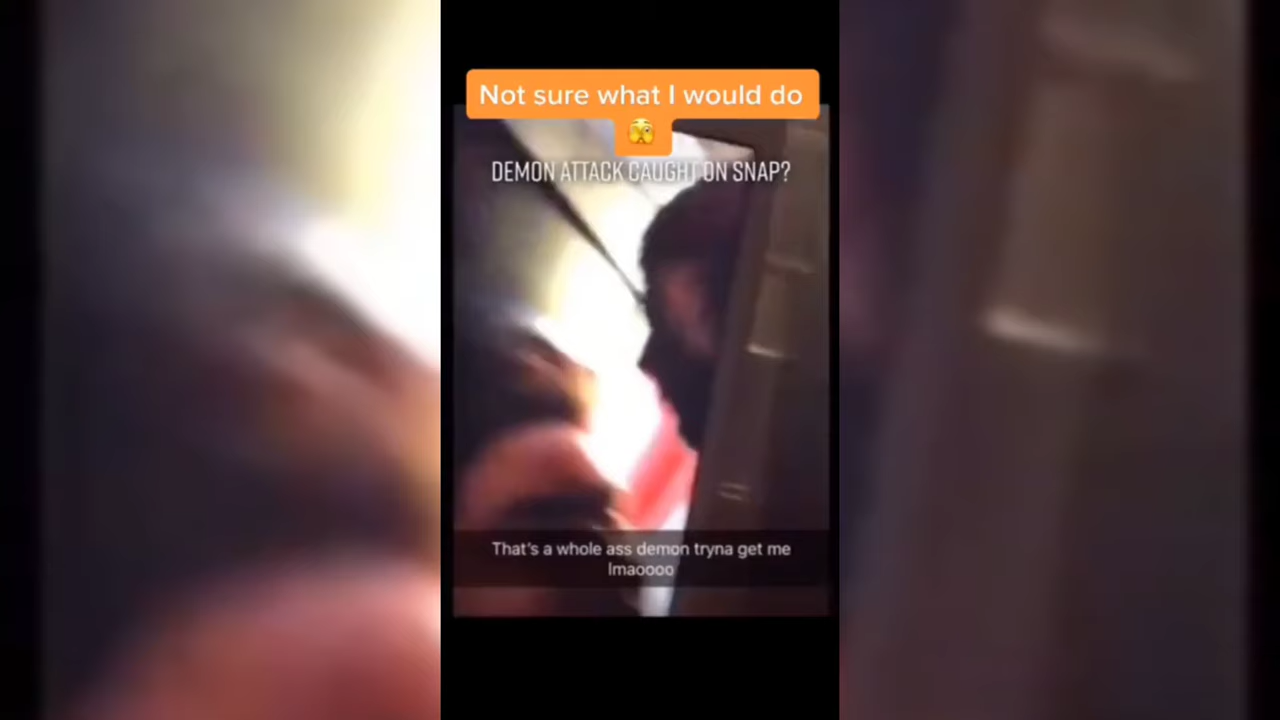 Not sure what I would do
🫣
DEMON ATTACK CAUGHT ON SNAP?
That's a whole ass demon tryna get me
lmaoooo